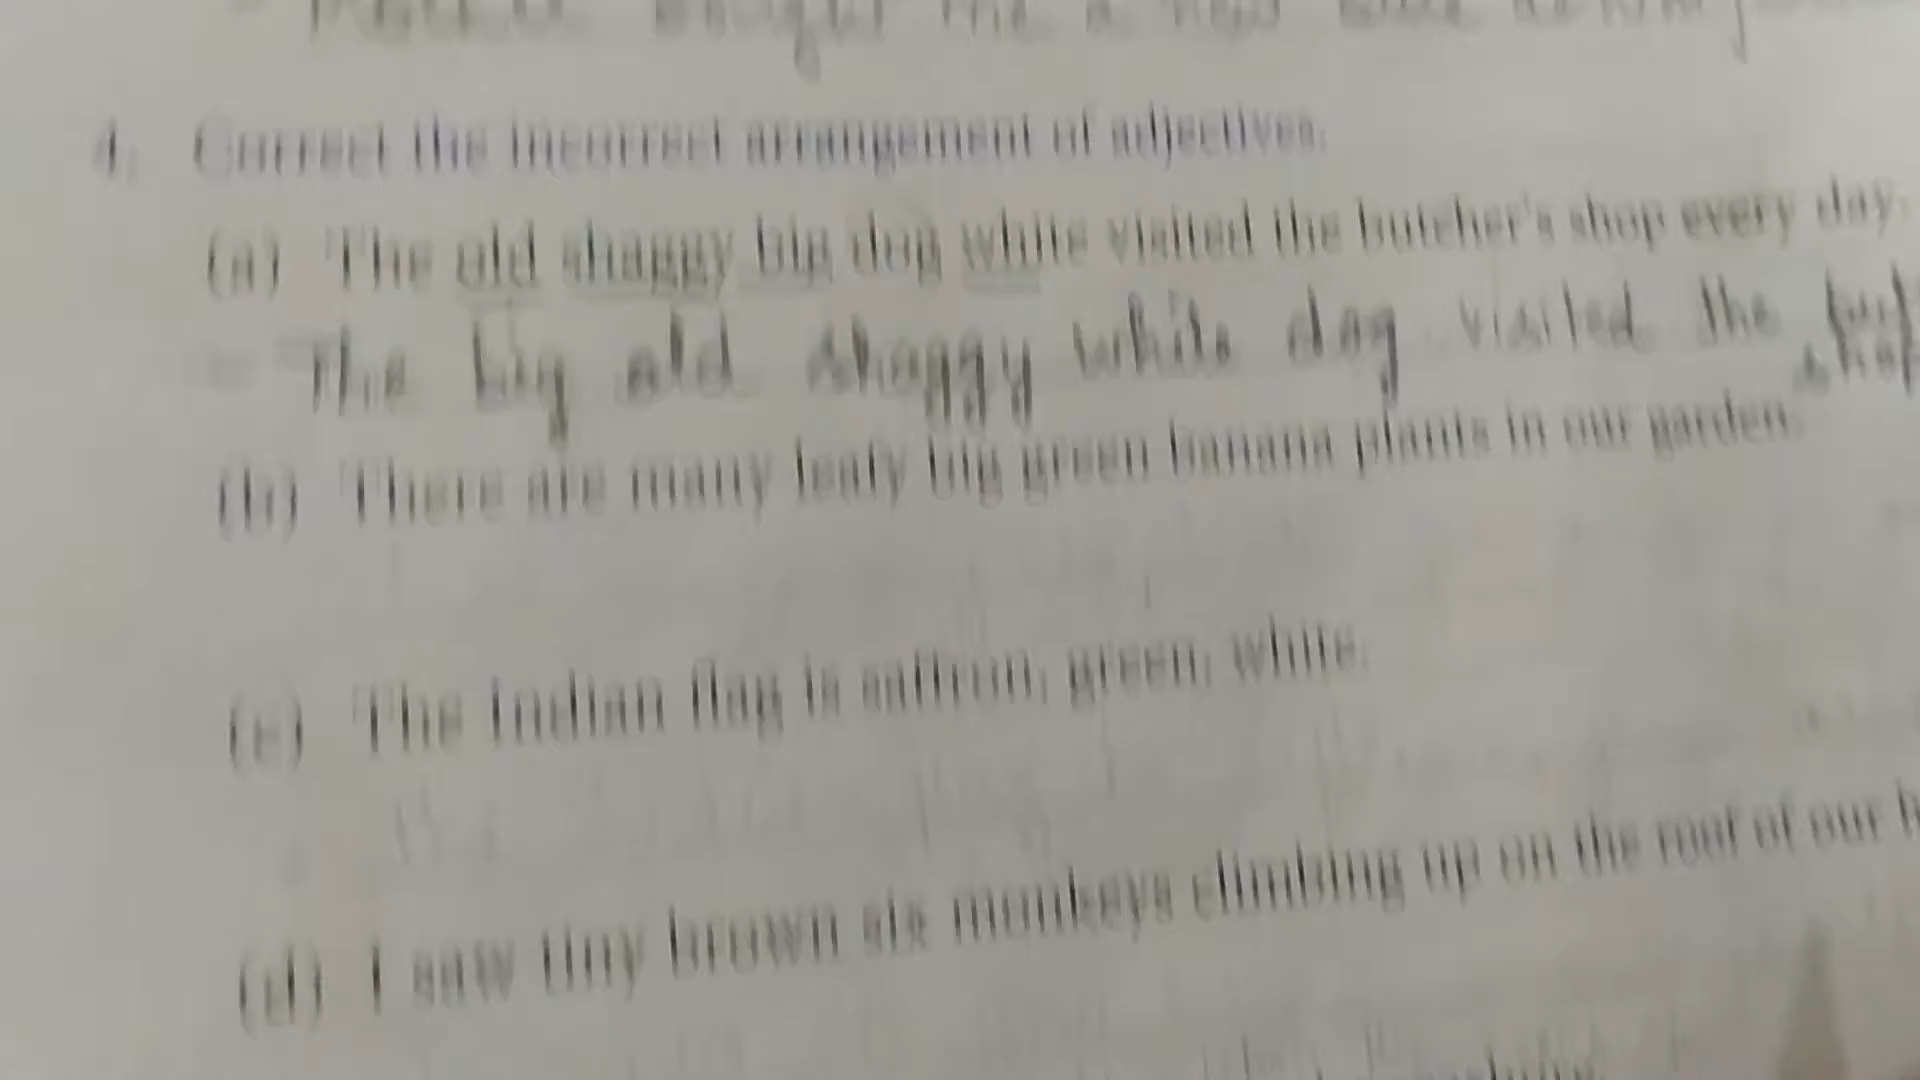 4. Correct the incorrect arrangement of adjectives.
(a) The old shaggy big dog white visited the butcher's shop every day.
The big old shaggy white dog visited the
shop
(b) There are many leafy big green banana plants in our garden.
(c) The Indian flag is saffron, green, white.
(d) I saw tiny brown six monkeys climbing up on the roof of our